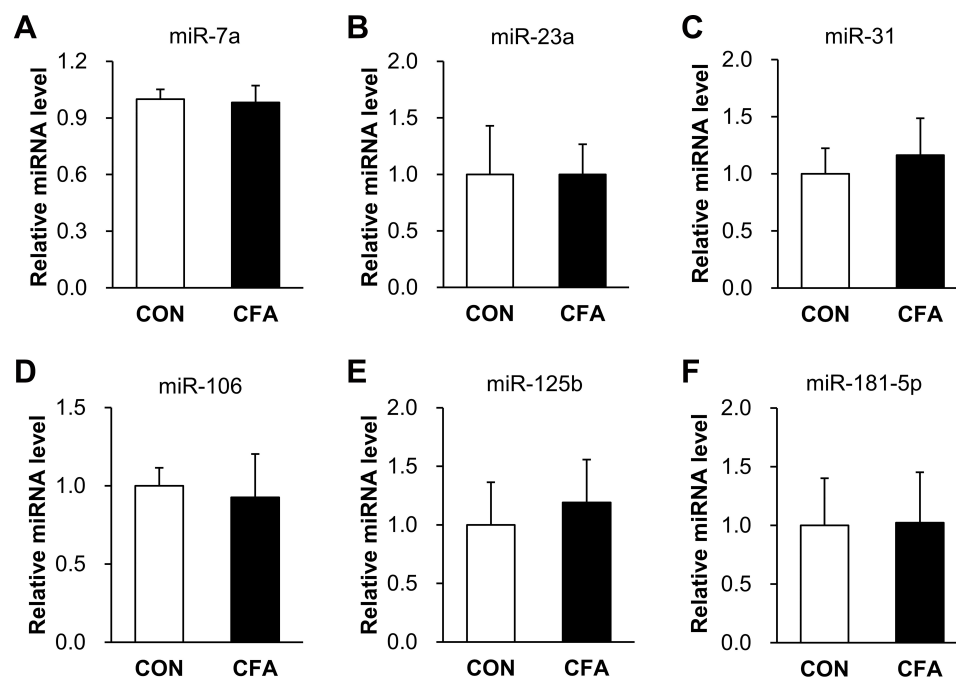 A
miR-7a
Relative miRNA level
1.2
0.9
0.6
0.3
0.0
CON CFA
B
miR-23a
Relative miRNA level
2.0
1.5
1.0
0.5
0.0
CON CFA
C
miR-31
Relative miRNA level
2.0
1.5
1.0
0.5
0.0
CON CFA
D
miR-106
Relative miRNA level
1.5
1.0
0.5
0.0
CON CFA
E
miR-125b
Relative miRNA level
2.0
1.5
1.0
0.5
0.0
CON CFA
F
miR-181-5p
Relative miRNA level
2.0
1.5
1.0
0.5
0.0
CON CFA